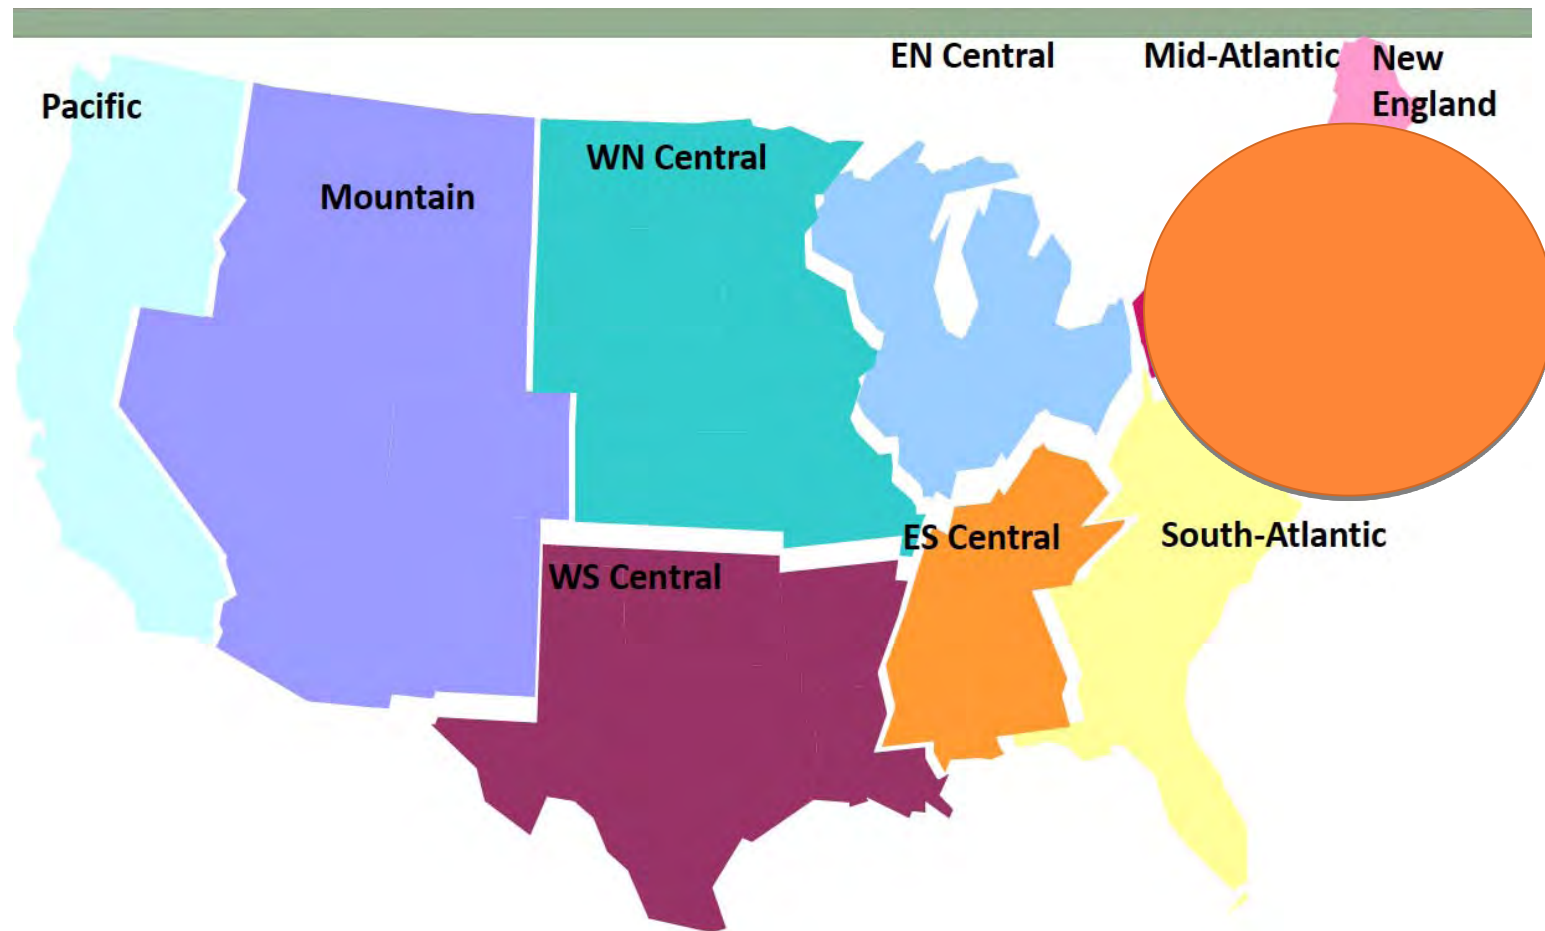 EN Central
Mid-Atlantic
New
England
Pacific
WN Central
Mountain
ES Central
South-Atlantic
WS Central